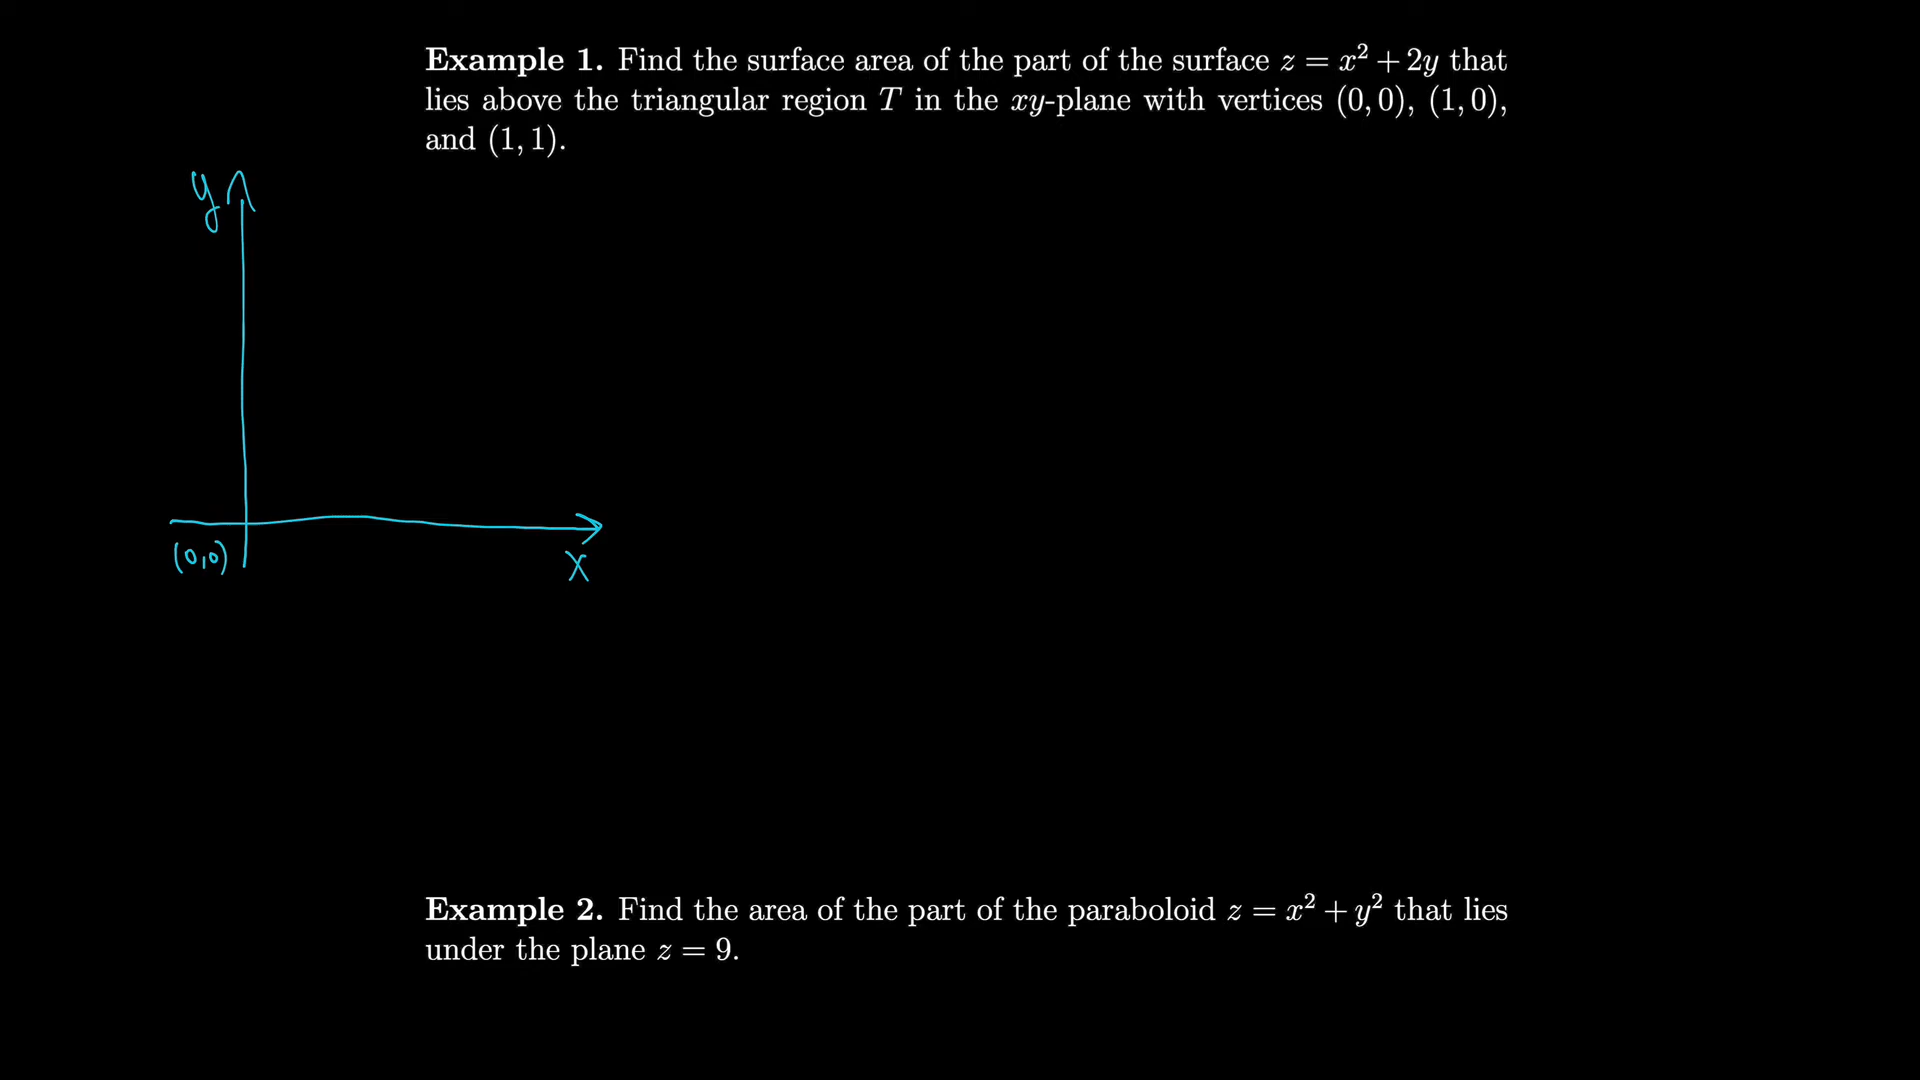 Example 1. Find the surface area of the part of the surface z = x² + 2y that
lies above the triangular region T in the xy-plane with vertices (0, 0), (1, 0),
and (1, 1).
y
(0,0)
x
Example 2. Find the area of the part of the paraboloid z = x² + y² that lies
under the plane z = 9.